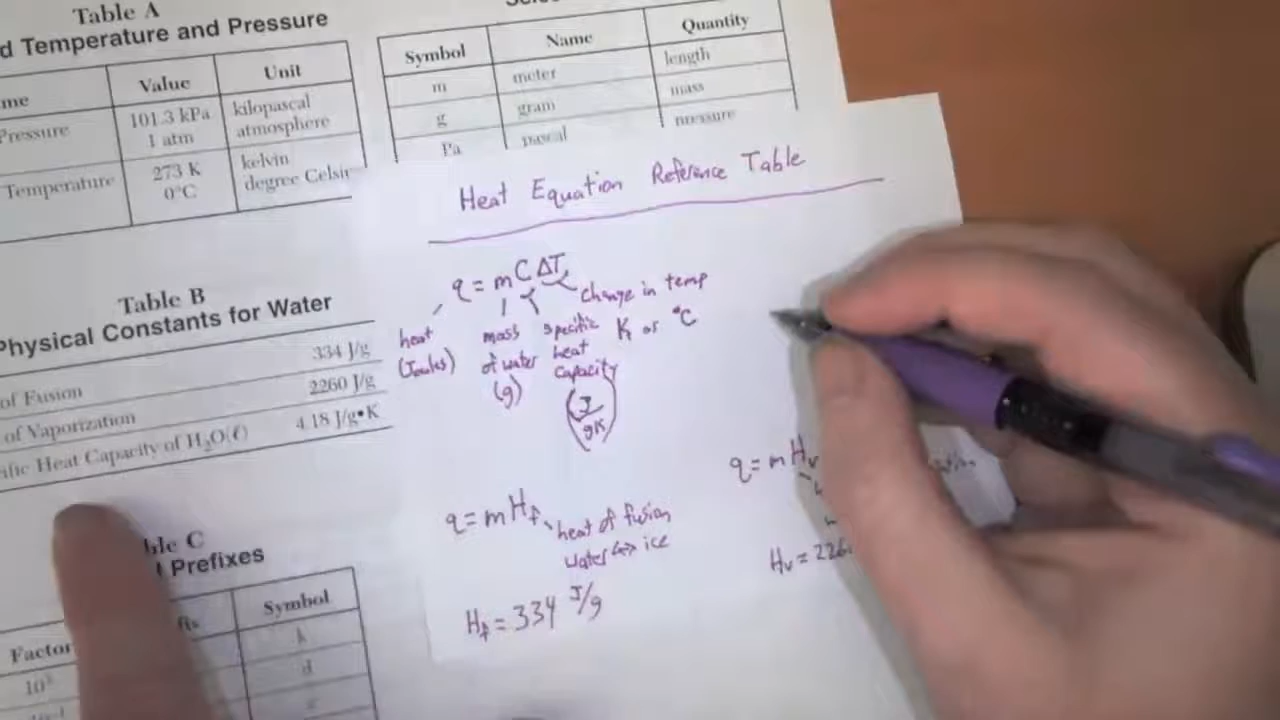 Table A
d Temperature and Pressure
me Value Unit
Pressure 101.3 kPa kilopascal
1 atm atmosphere
Temperature 273 K kelvin
0°C degree Celsi
Symbol Name Quantity
m meter length
g gram mass
Pa pascal pressure
Table B
Physical Constants for Water
of Fusion 334 J/g
of Vaporization 2260 J/g
ific Heat Capacity of H₂O(ℓ) 4.18 J/g•K
ble C
Prefixes
Factor Symbol
10³ k
d
Heat Equation Reference Table
q = mCΔT
change in temp
K or °C
heat
(Joules)
mass
of water
(g)
specific
heat
capacity
(J/gK)
q = mHf
heat of fusion
water ↔ ice
Hf = 334 J/g
q = mHv
Hv = 226